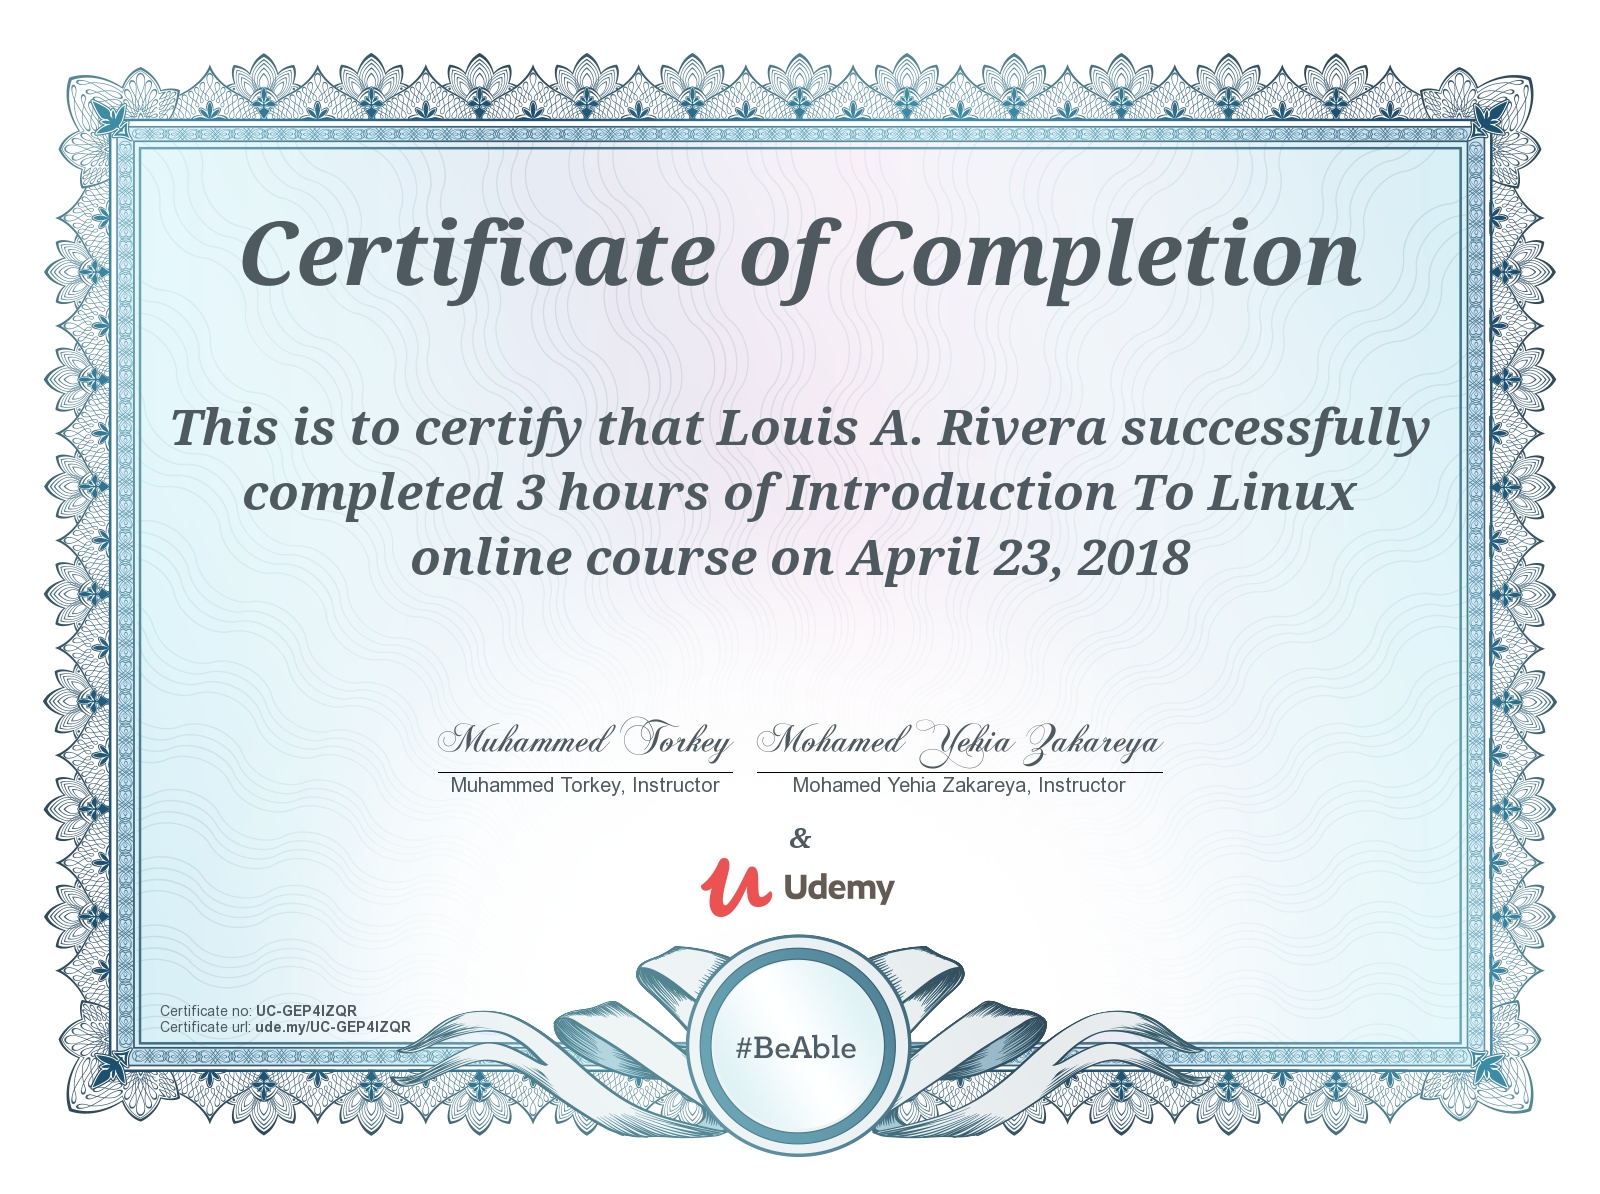 Certificate of Completion
This is to certify that Louis A. Rivera successfully
completed 3 hours of Introduction To Linux
online course on April 23, 2018
Muhammed Torkey Mohamed Yehia Zakareya
Muhammed Torkey, Instructor Mohamed Yehia Zakareya, Instructor
&
Udemy
Certificate no: UC-GEP4IZQR
Certificate url: ude.my/UC-GEP4IZQR
#BeAble